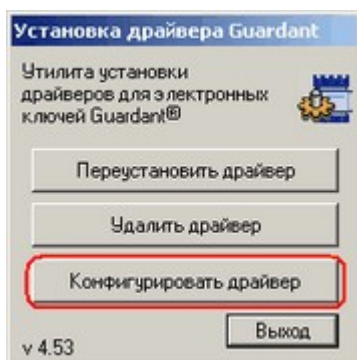 Установка драйвера Guardant
Утилита установки
драйверов для электронных
ключей Guardant®
Переустановить драйвер
Удалить драйвер
Конфигурировать драйвер
Выход
v 4.53